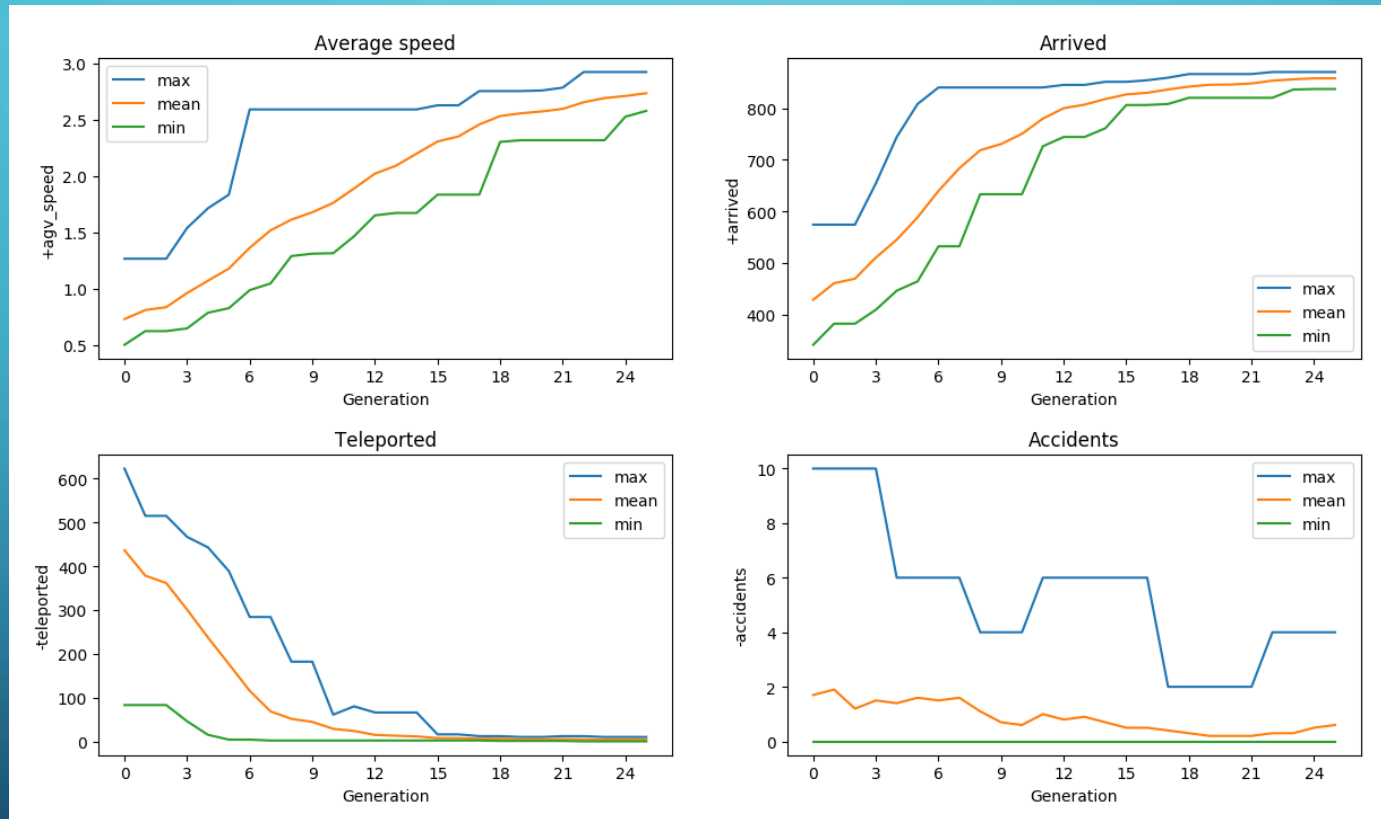 Average speed
3.0
2.5
2.0
1.5
1.0
0.5
+agv_speed
max
mean
min
0 3 6 9 12 15 18 21 24
Generation
Arrived
800
700
600
500
400
+arrived
max
mean
min
0 3 6 9 12 15 18 21 24
Generation
Teleported
600
500
400
300
200
100
0
-teleported
max
mean
min
0 3 6 9 12 15 18 21 24
Generation
Accidents
10
8
6
4
2
0
-accidents
max
mean
min
0 3 6 9 12 15 18 21 24
Generation